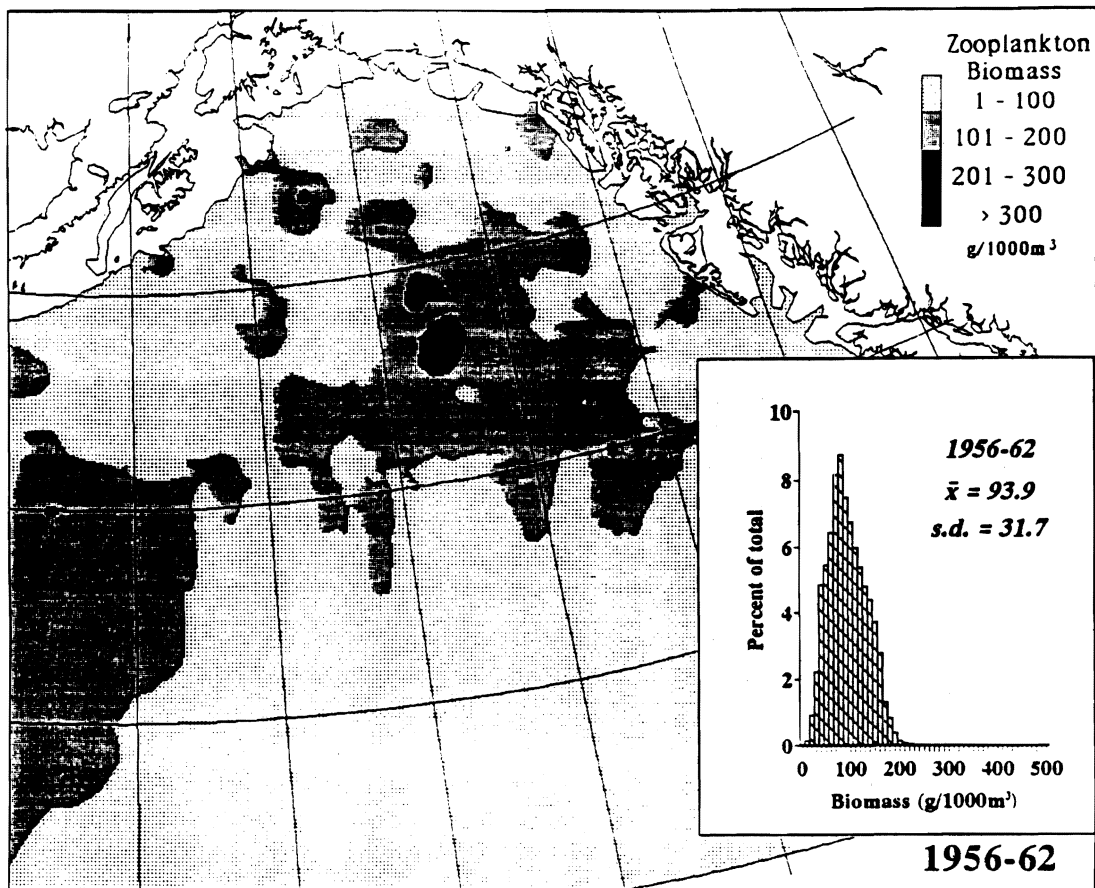 Zooplankton
Biomass
1 - 100
101 - 200
201 - 300
> 300
g/1000m³
10
8
6
4
2
0
Percent of total
1956-62
x̄ = 93.9
s.d. = 31.7
0 100 200 300 400 500
Biomass (g/1000m³)
1956-62